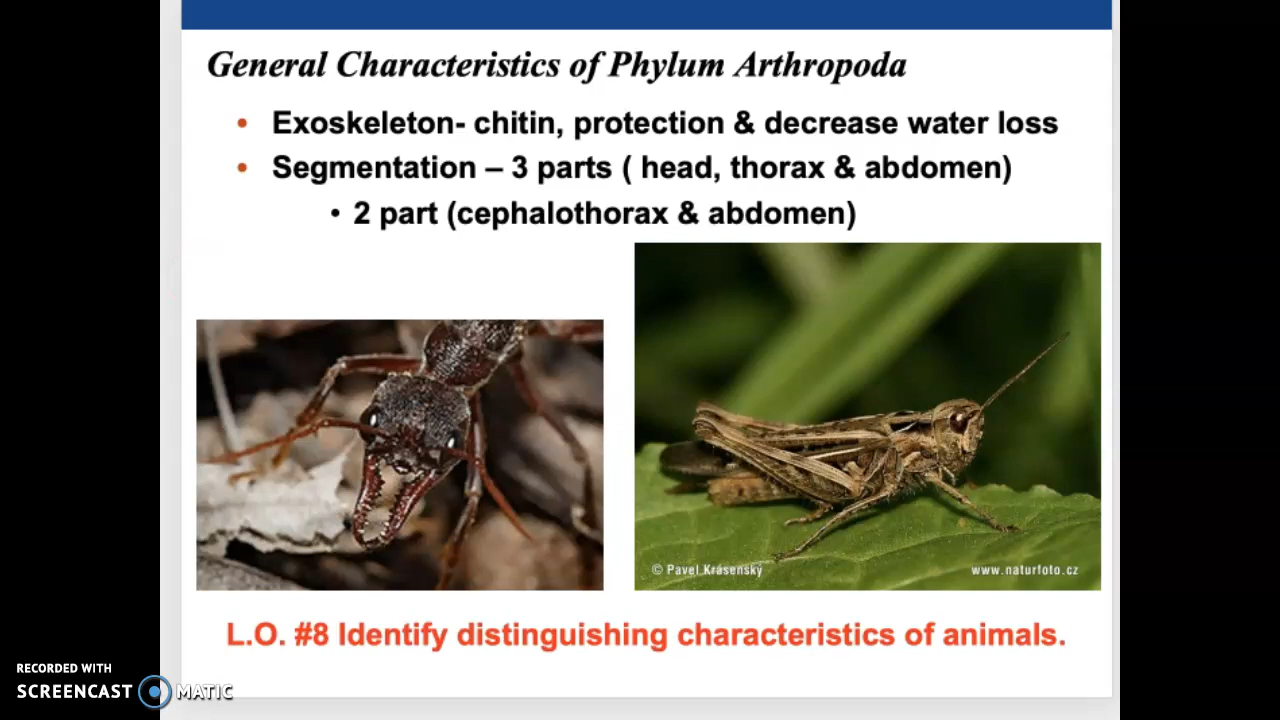 General Characteristics of Phylum Arthropoda
• Exoskeleton- chitin, protection & decrease water loss
• Segmentation – 3 parts ( head, thorax & abdomen)
• 2 part (cephalothorax & abdomen)
© Pavel Krásenský
www.naturfoto.cz
L.O. #8 Identify distinguishing characteristics of animals.
RECORDED WITH
SCREENCAST MATIC